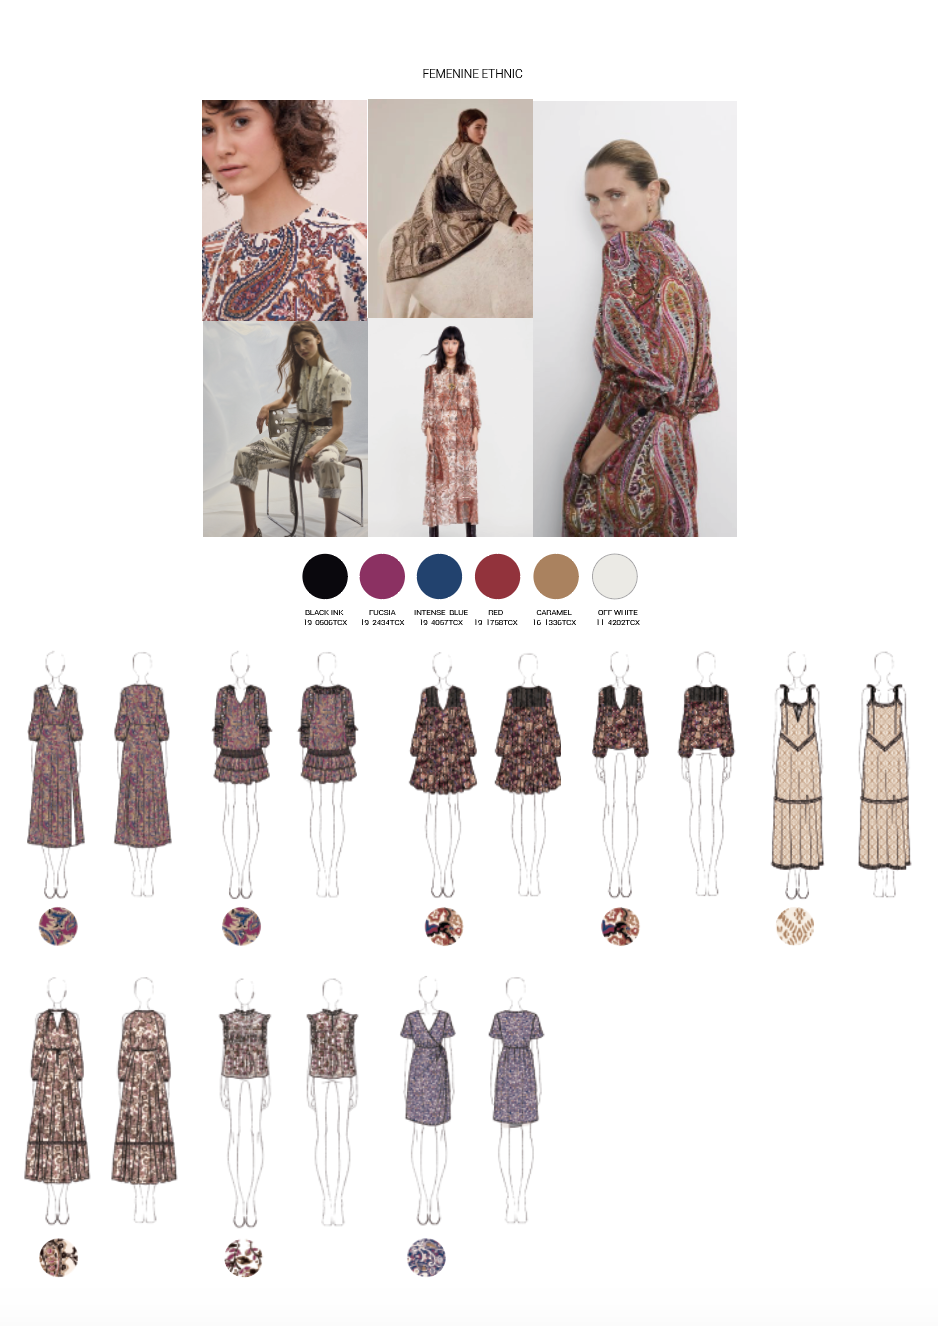 FEMENINE ETHNIC
BLACK INK
19 0506TCX
FUCSIA
19 2434TCX
INTENSE BLUE
19 4057TCX
RED
19 1758TCX
CARAMEL
16 1336TCX
OFF WHITE
11 4202TCX